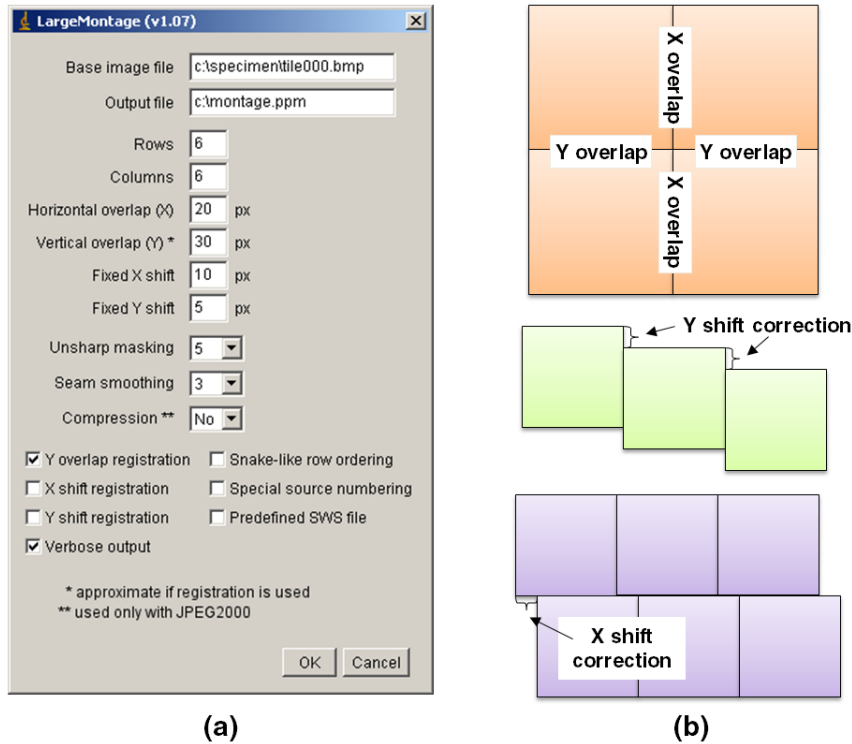 LargeMontage (v1.07)
Base image file c:\specimen\tile000.bmp
Output file c:\montage.ppm
Rows 6
Columns 6
Horizontal overlap (X) 20 px
Vertical overlap (Y) * 30 px
Fixed X shift 10 px
Fixed Y shift 5 px
Unsharp masking 5
Seam smoothing 3
Compression ** No
Y overlap registration Snake-like row ordering
X shift registration Special source numbering
Y shift registration Predefined SWS file
Verbose output
* approximate if registration is used
** used only with JPEG2000
OK Cancel
(a)
X overlap
Y overlap Y overlap
X overlap
Y shift correction
X shift
correction
(b)